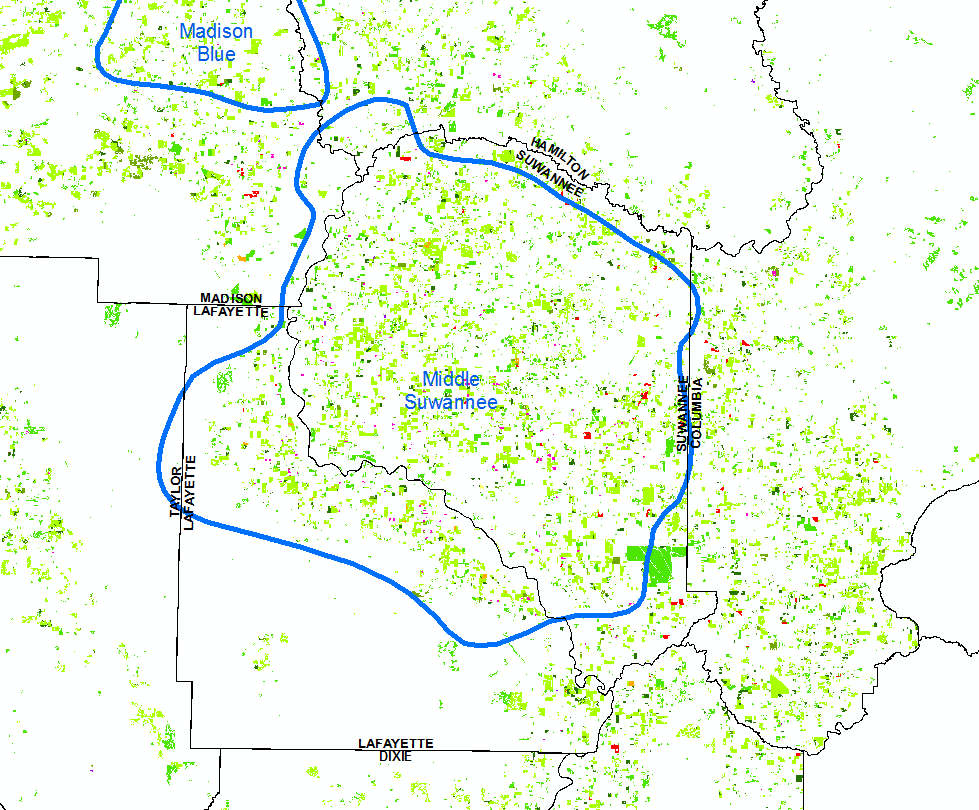 Madison
Blue
HAMILTON
SUWANNEE
MADISON
LAFAYETTE
Middle
Suwannee
SUWANNEE
COLUMBIA
TAYLOR
LAFAYETTE
LAFAYETTE
DIXIE